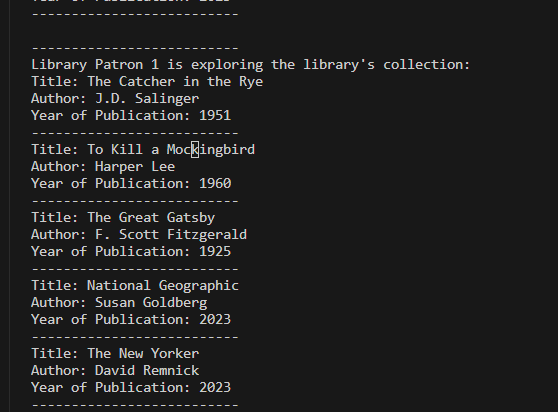 --------------------------
--------------------------
Library Patron 1 is exploring the library's collection:
Title: The Catcher in the Rye
Author: J.D. Salinger
Year of Publication: 1951
--------------------------
Title: To Kill a Mockingbird
Author: Harper Lee
Year of Publication: 1960
--------------------------
Title: The Great Gatsby
Author: F. Scott Fitzgerald
Year of Publication: 1925
--------------------------
Title: National Geographic
Author: Susan Goldberg
Year of Publication: 2023
--------------------------
Title: The New Yorker
Author: David Remnick
Year of Publication: 2023
--------------------------